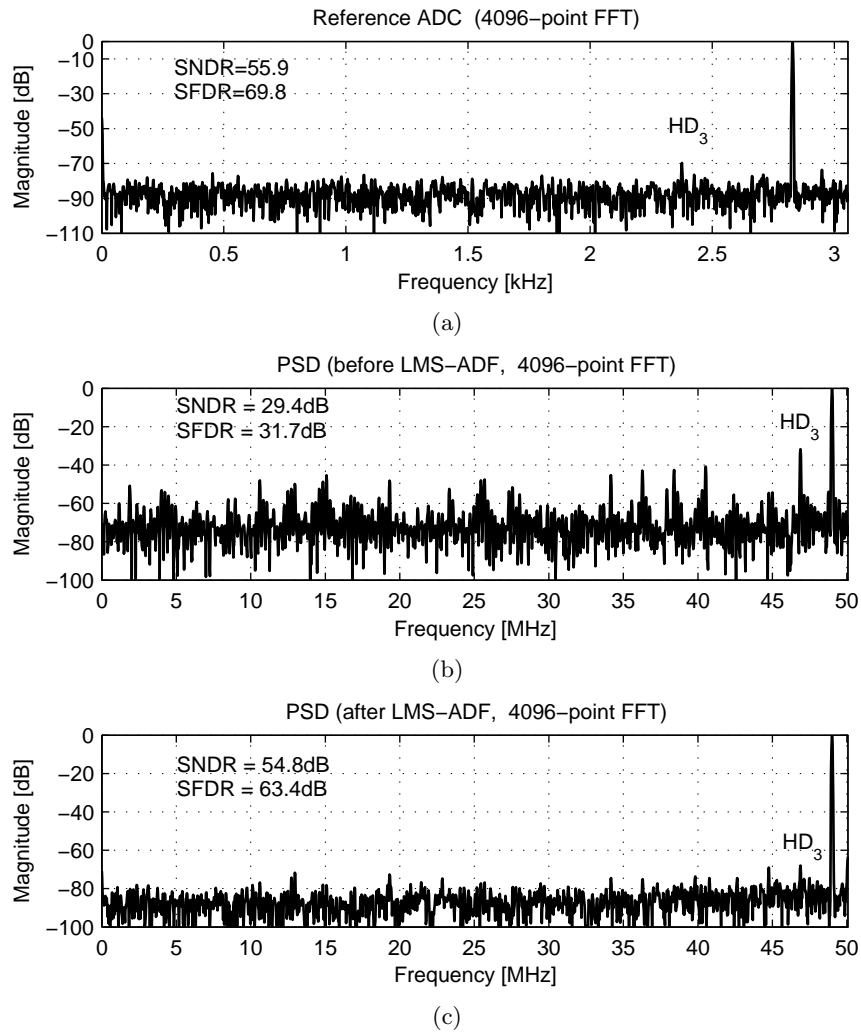 Reference ADC (4096−point FFT)
Magnitude [dB]
0
−10
−30
−50
−70
−90
−110
SNDR=55.9
SFDR=69.8
HD3
0 0.5 1 1.5 2 2.5 3
Frequency [kHz]
(a)
PSD (before LMS−ADF, 4096−point FFT)
Magnitude [dB]
0
−20
−40
−60
−80
−100
SNDR = 29.4dB
SFDR = 31.7dB
HD3
0 5 10 15 20 25 30 35 40 45 50
Frequency [MHz]
(b)
PSD (after LMS−ADF, 4096−point FFT)
Magnitude [dB]
0
−20
−40
−60
−80
−100
SNDR = 54.8dB
SFDR = 63.4dB
HD3
0 5 10 15 20 25 30 35 40 45 50
Frequency [MHz]
(c)